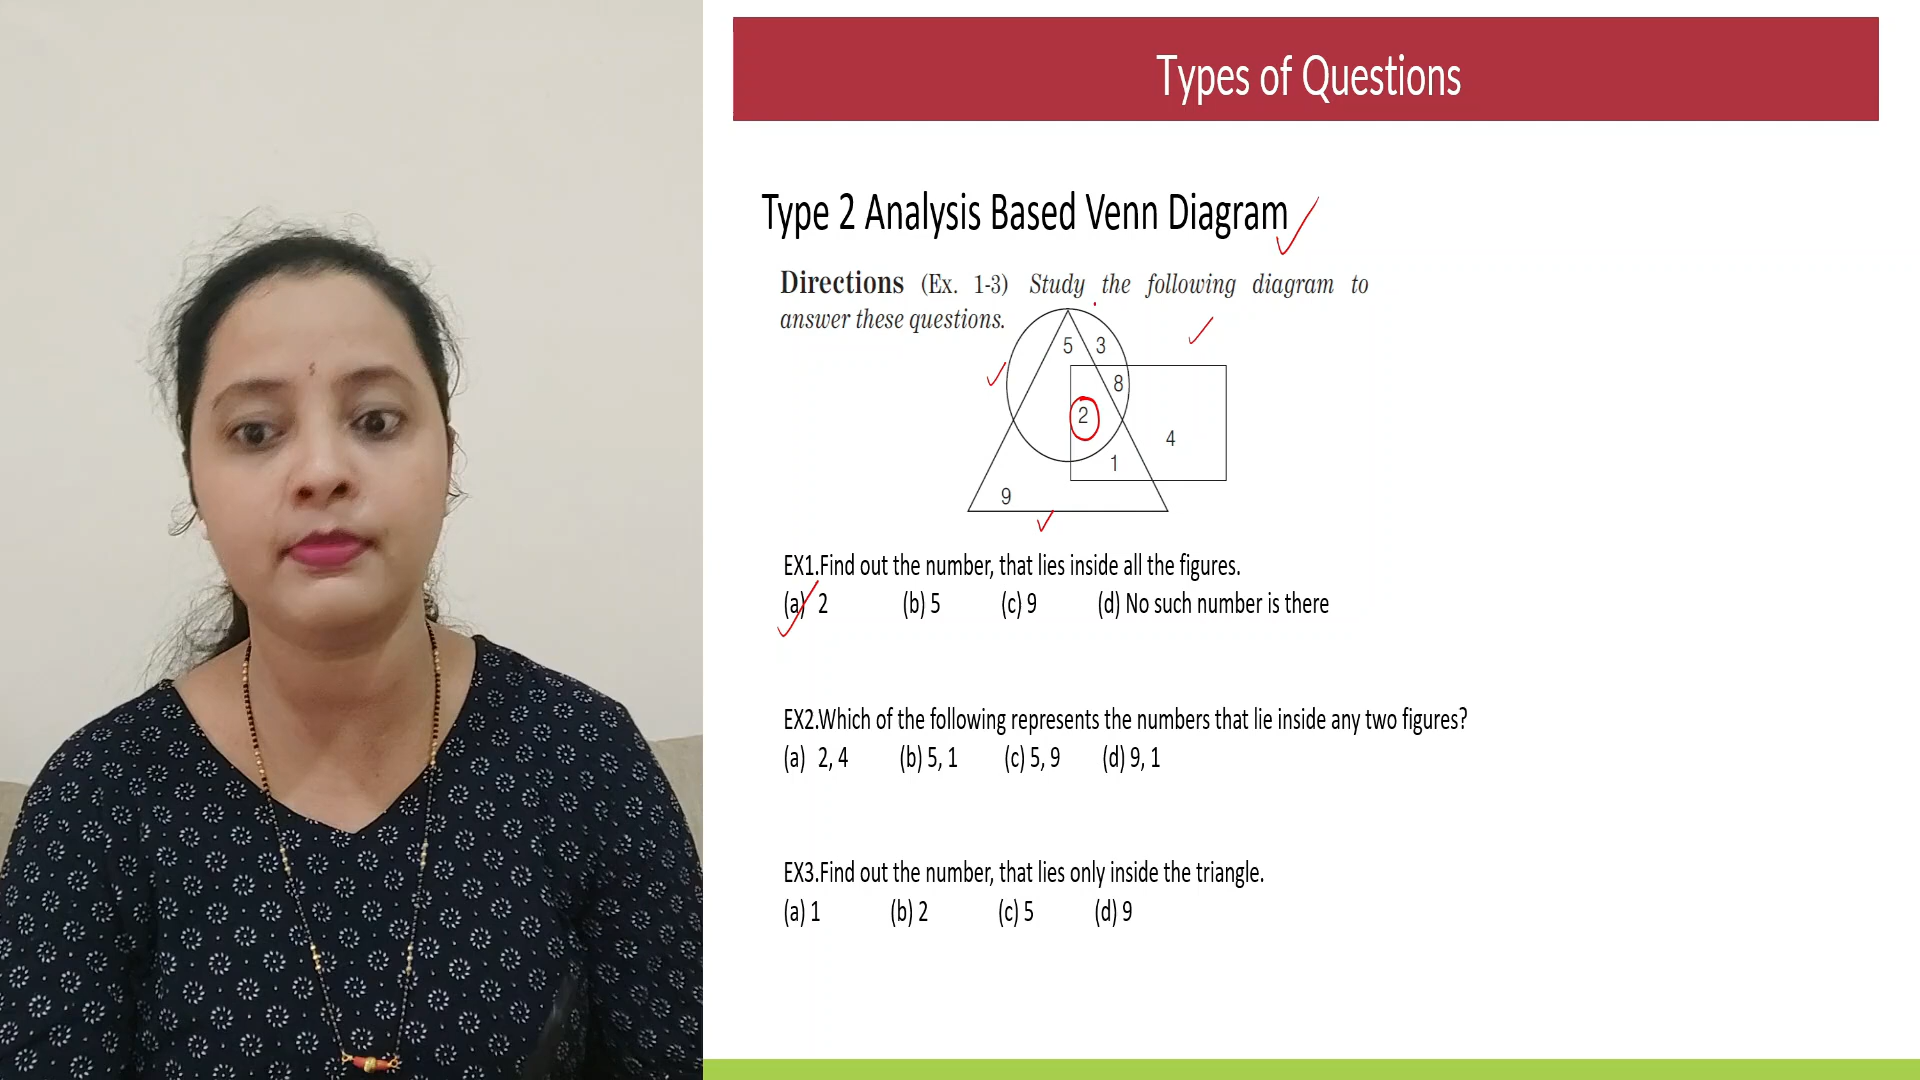 Types of Questions
Type 2 Analysis Based Venn Diagram
Directions (Ex. 1-3) Study the following diagram to
answer these questions.
5 3
8
2
4
1
9
EX1.Find out the number, that lies inside all the figures.
(a) 2 (b) 5 (c) 9 (d) No such number is there
EX2.Which of the following represents the numbers that lie inside any two figures?
(a) 2, 4 (b) 5, 1 (c) 5, 9 (d) 9, 1
EX3.Find out the number, that lies only inside the triangle.
(a) 1 (b) 2 (c) 5 (d) 9